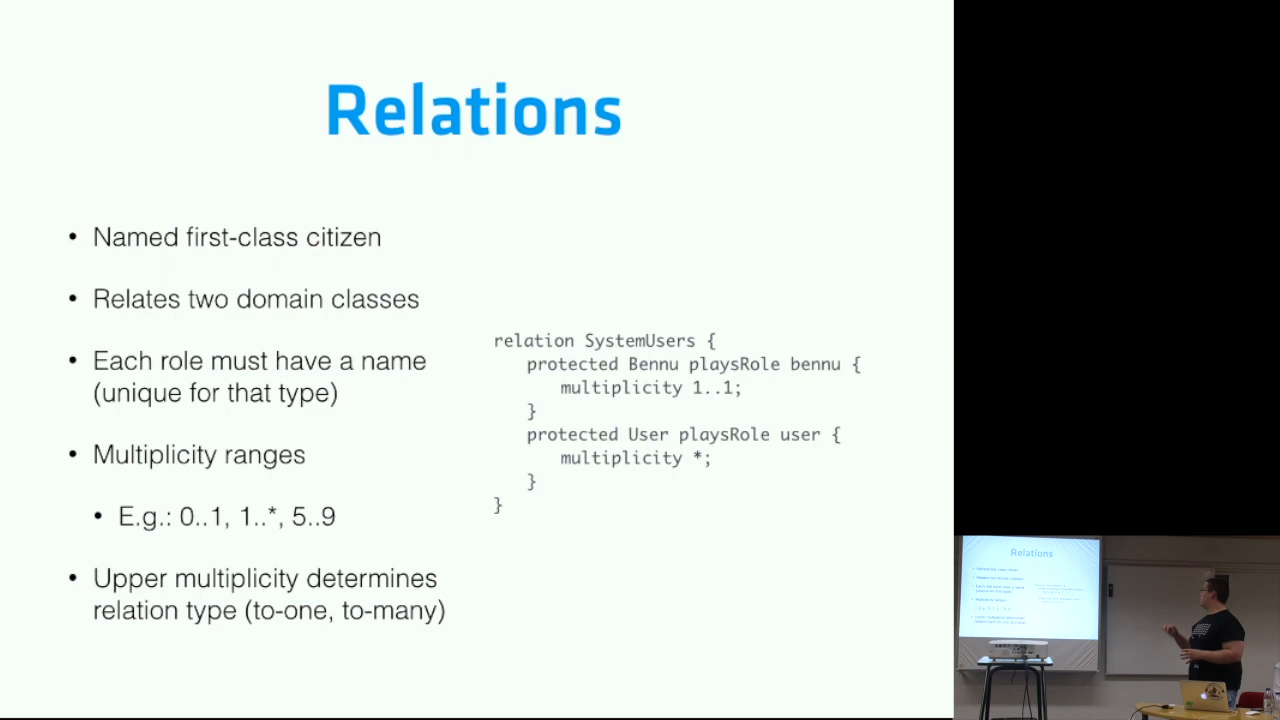 Relations
• Named first-class citizen
• Relates two domain classes
• Each role must have a name
(unique for that type)
• Multiplicity ranges
• E.g.: 0..1, 1..*, 5..9
• Upper multiplicity determines
relation type (to-one, to-many)
relation SystemUsers {
protected Bennu playsRole bennu {
multiplicity 1..1;
}
protected User playsRole user {
multiplicity *;
}
}
Relations